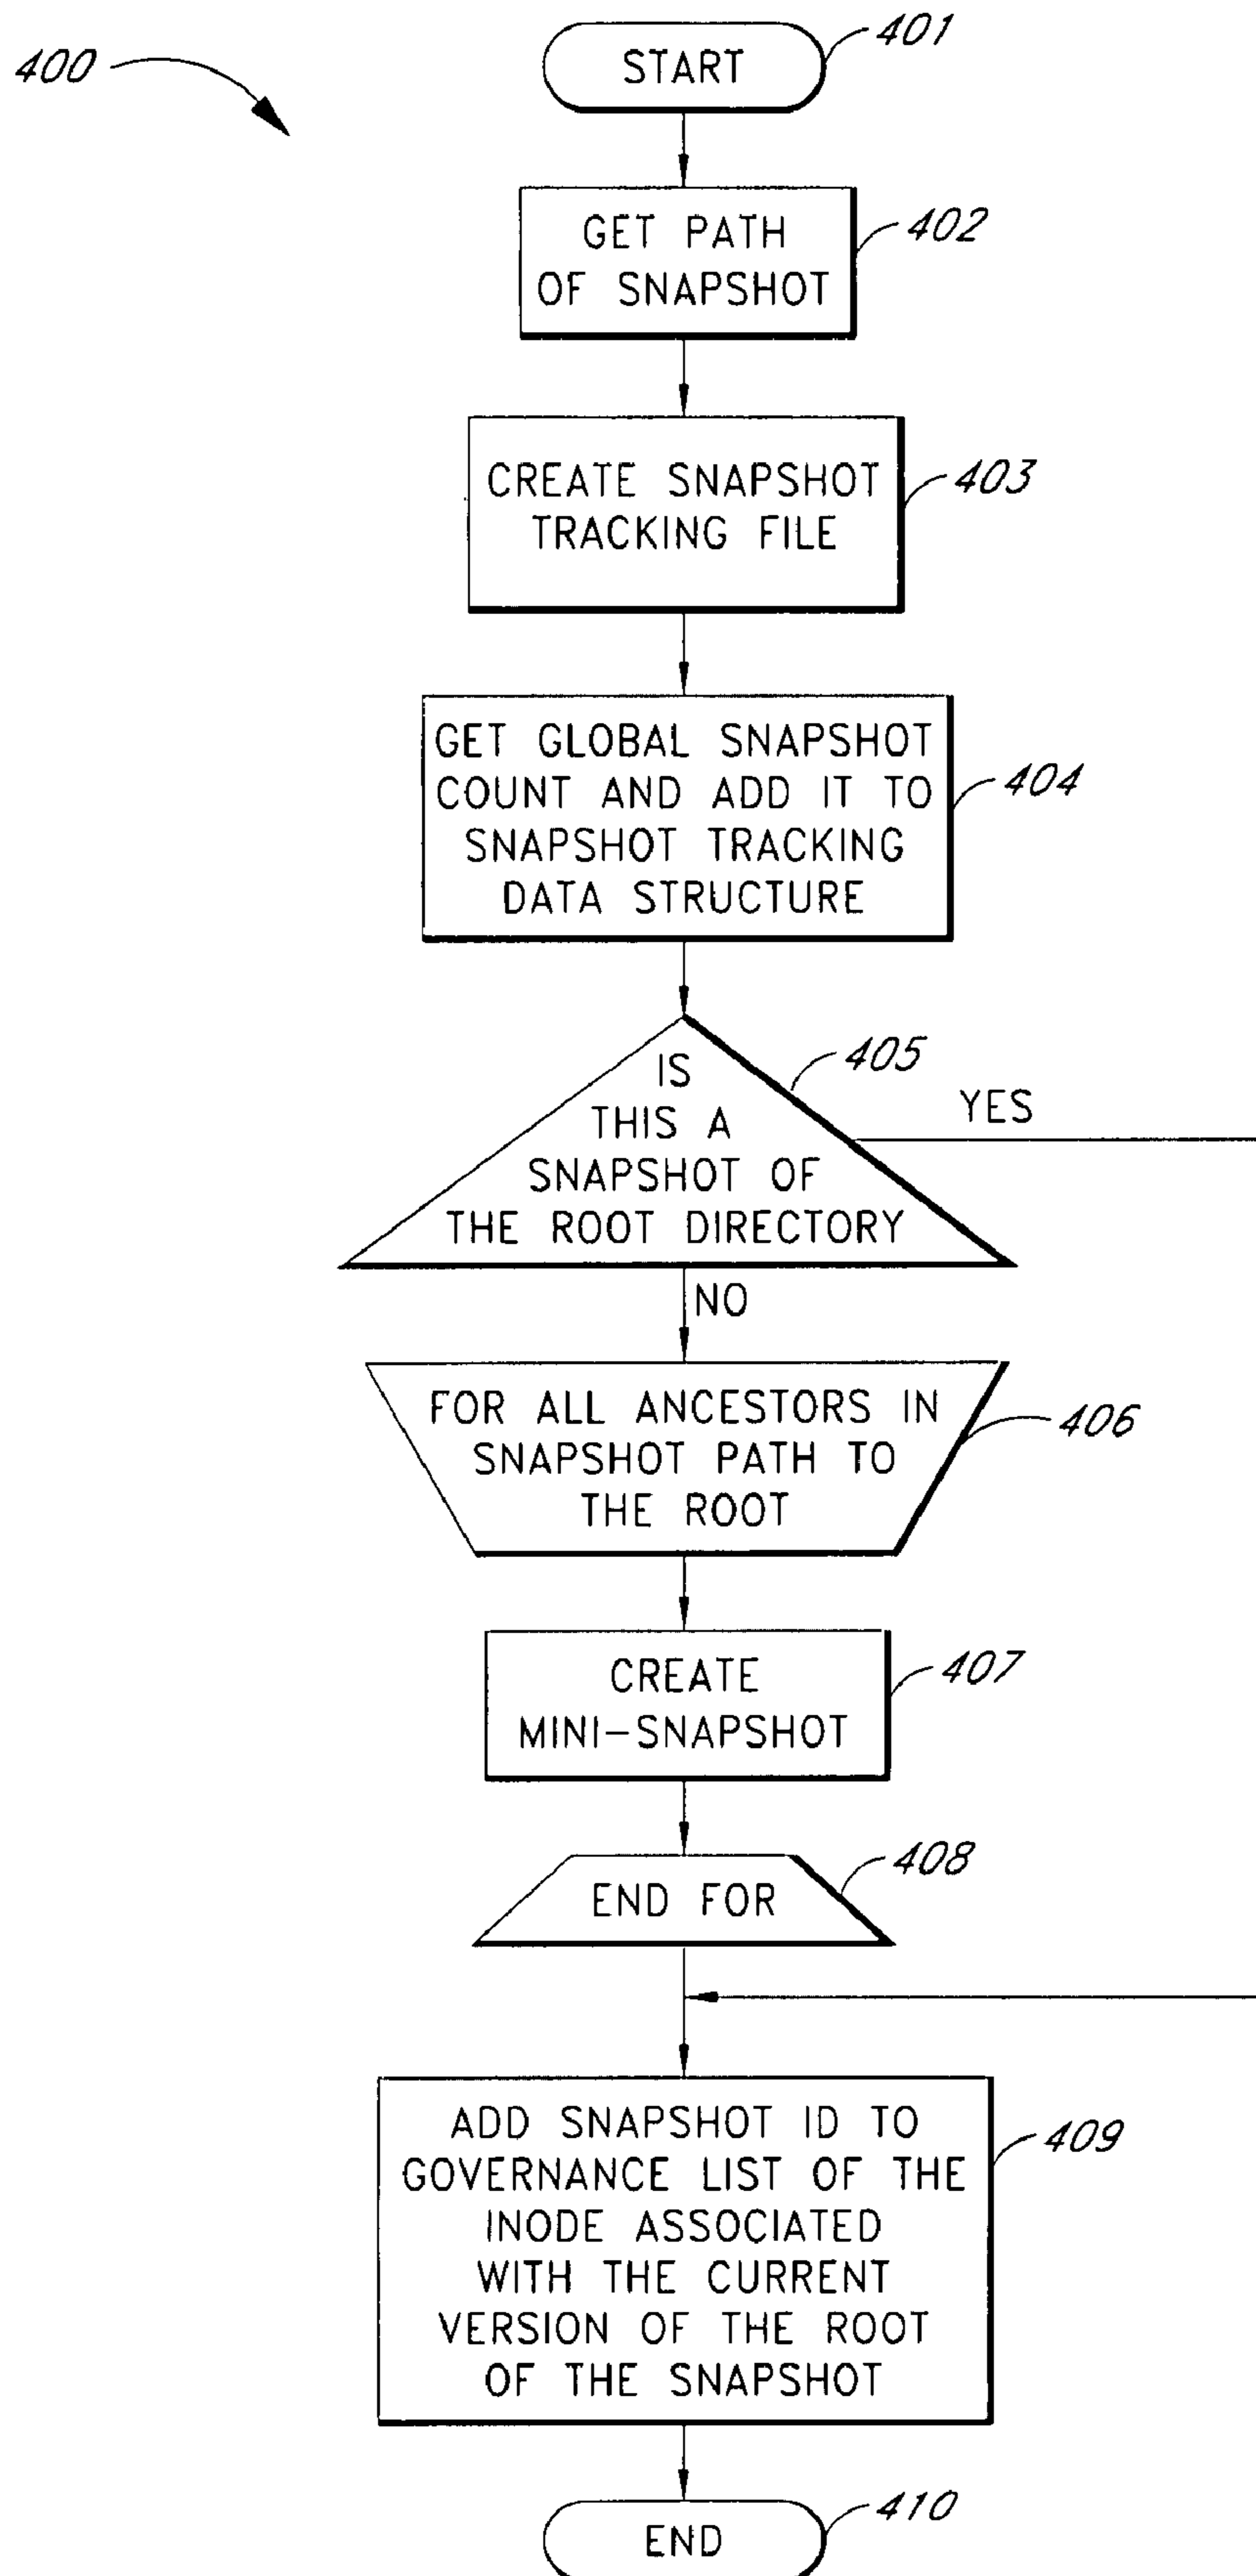 400
START
401
GET PATH
OF SNAPSHOT
402
CREATE SNAPSHOT
TRACKING FILE
403
GET GLOBAL SNAPSHOT
COUNT AND ADD IT TO
SNAPSHOT TRACKING
DATA STRUCTURE
404
IS
THIS A
SNAPSHOT OF
THE ROOT DIRECTORY
405
YES
NO
FOR ALL ANCESTORS IN
SNAPSHOT PATH TO
THE ROOT
406
CREATE
MINI-SNAPSHOT
407
END FOR
408
ADD SNAPSHOT ID TO
GOVERNANCE LIST OF THE
INODE ASSOCIATED
WITH THE CURRENT
VERSION OF THE ROOT
OF THE SNAPSHOT
409
END
410